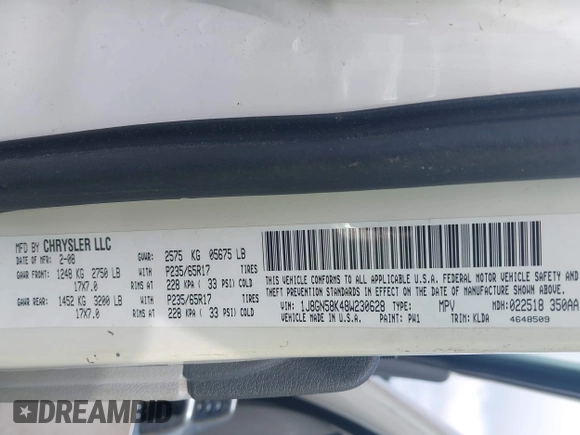 MFD BY CHRYSLER LLC
DATE OF MFR 2-08 GVWR: 2575 KG 05675 LB
GAWR FRONT: 1248 KG 2750 LB WITH P235/65R17 TIRES
17X7.0 RIMS AT 228 KPA ( 33 PSI) COLD
GAWR REAR: 1452 KG 3200 LB WITH P235/65R17 TIRES
17X7.0 RIMS AT 228 KPA ( 33 PSI) COLD
THIS VEHICLE CONFORMS TO ALL APPLICABLE U.S.A. FEDERAL MOTOR VEHICLE SAFETY AND
THEFT PREVENTION STANDARDS IN EFFECT ON THE DATE OF MANUFACTURE SHOWN ABOVE.
VIN: 1J8GN58K48W230628 TYPE: MPV MDH: 022518 350AA
VEHICLE MADE IN U.S.A. PAINT: PW1 TRIM: KLDA 4648509
DREAMBID